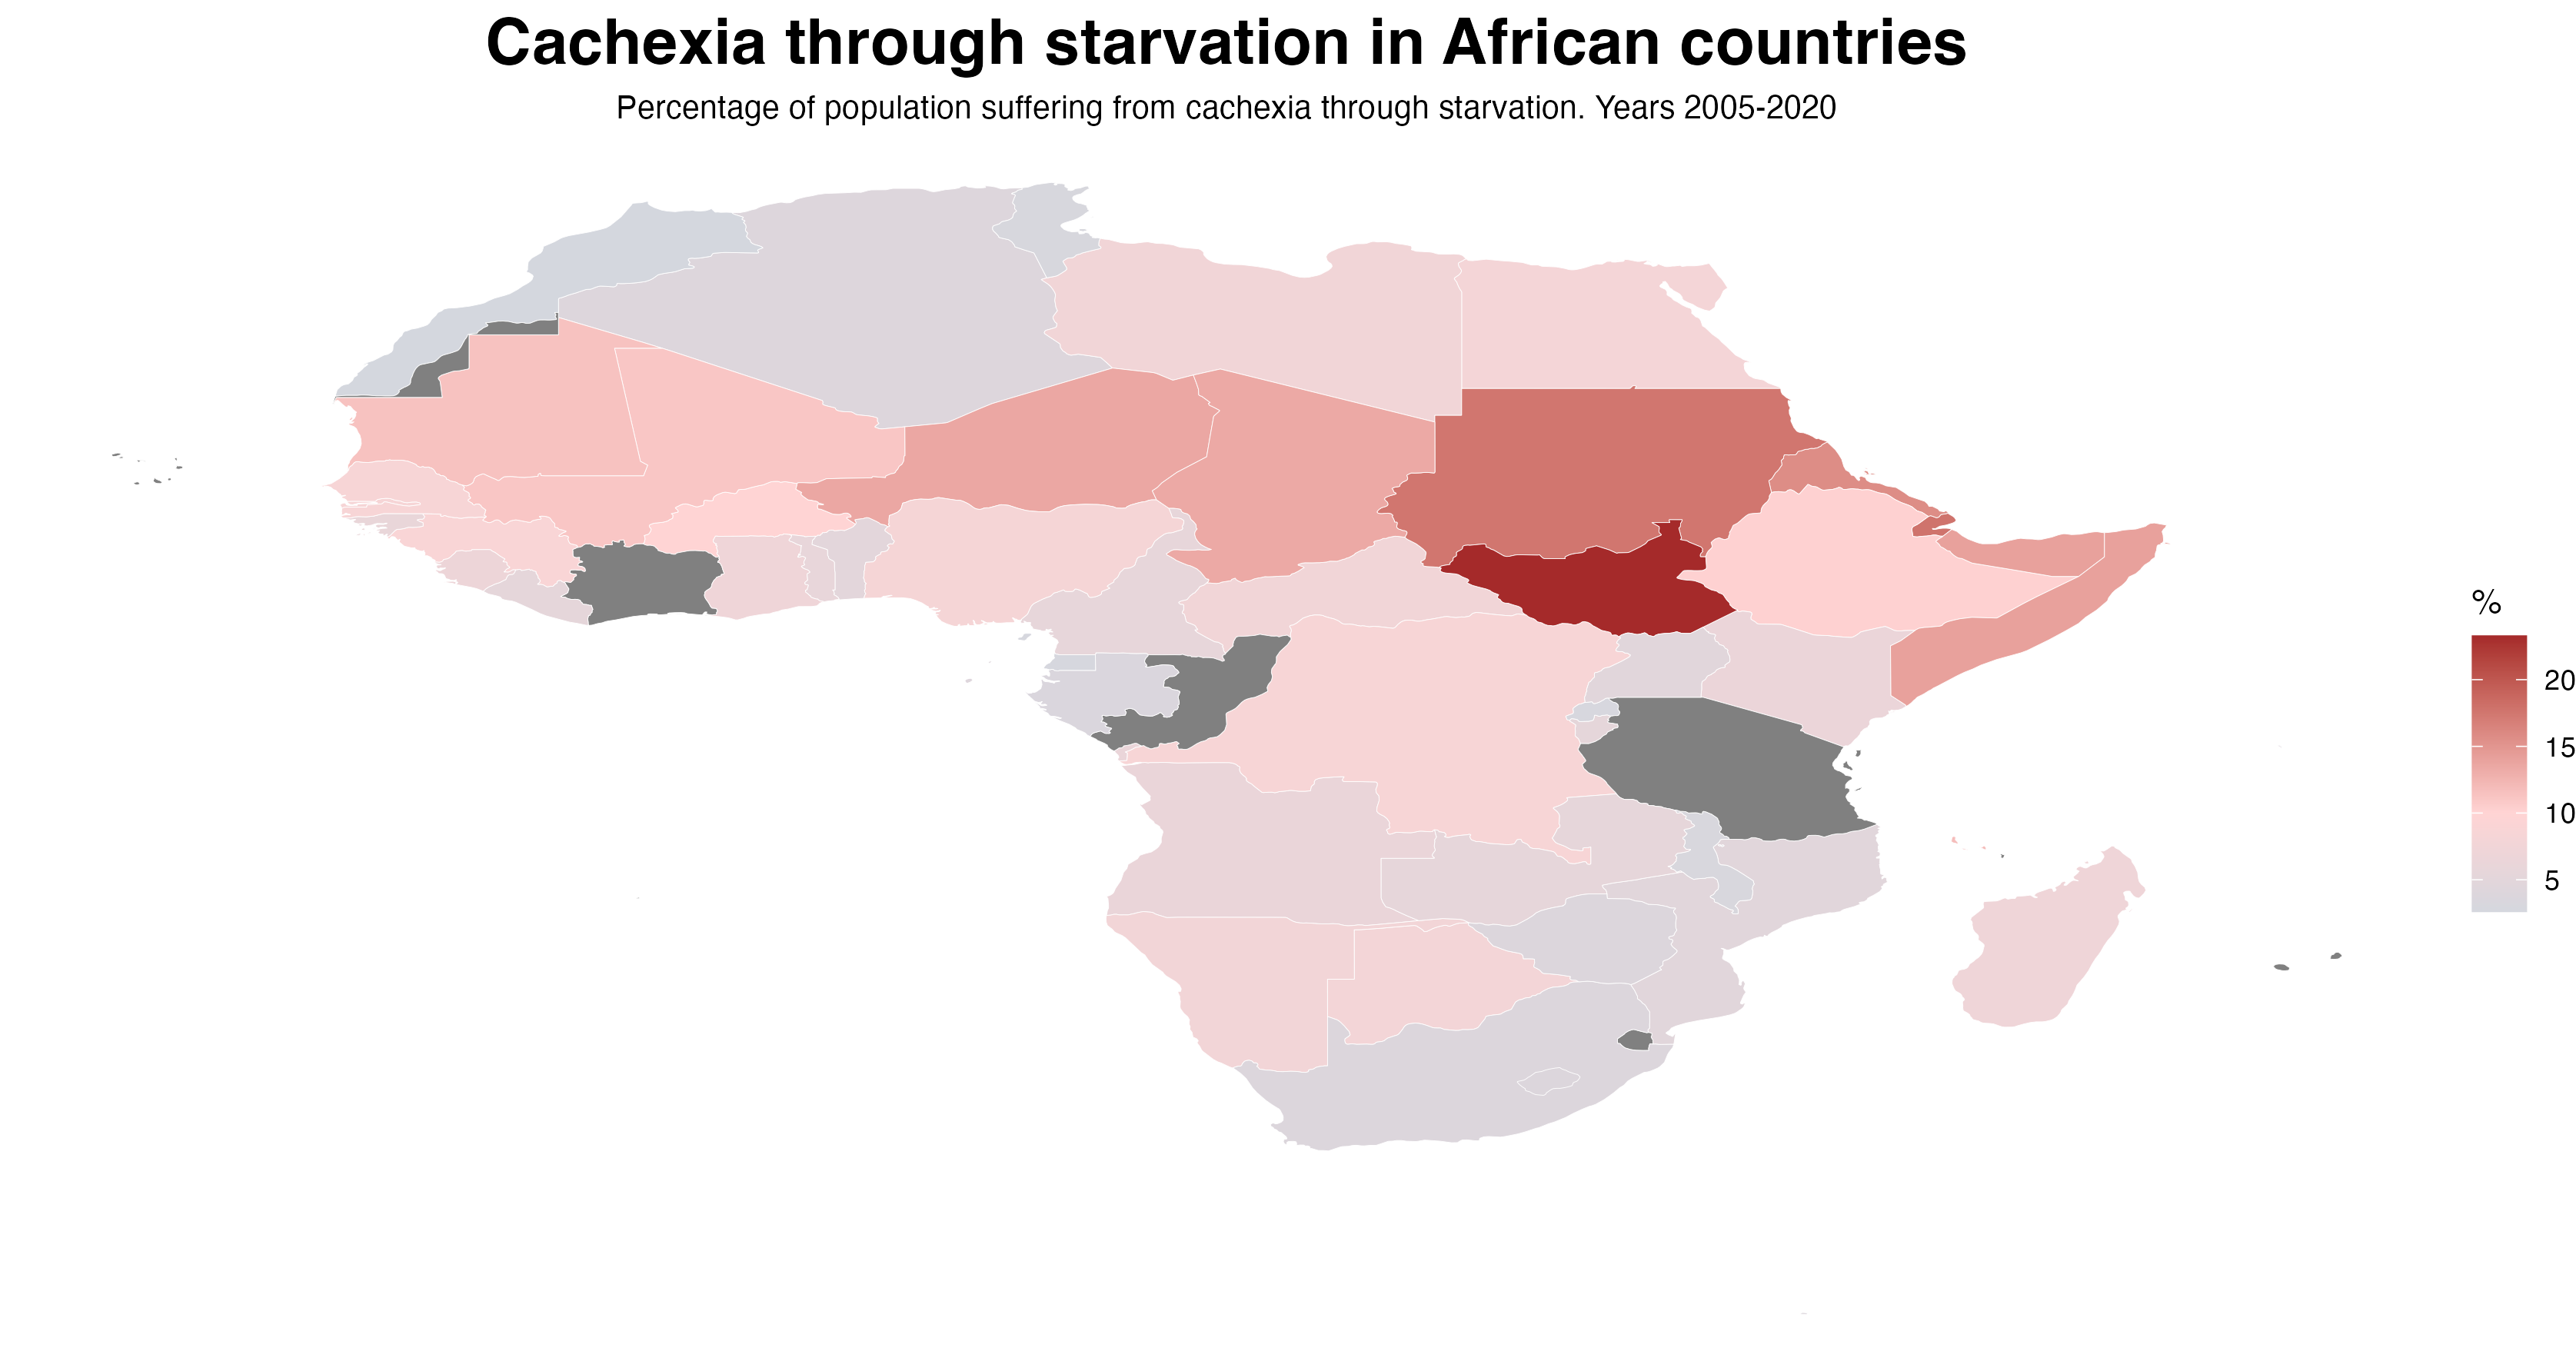 Cachexia through starvation in African countries
Percentage of population suffering from cachexia through starvation. Years 2005-2020
%
20
15
10
5